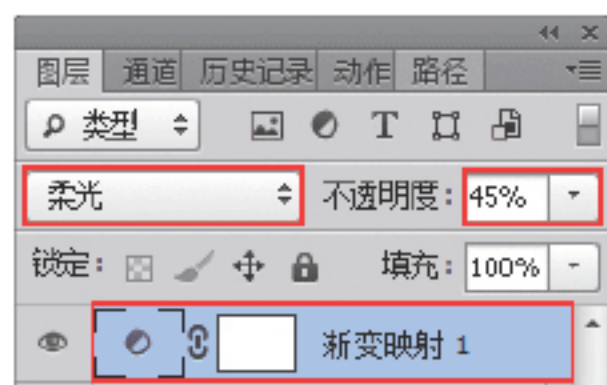 图层 通道 历史记录 动作 路径
类型 T
柔光 不透明度： 45%
锁定： 填充： 100%
渐变映射 1